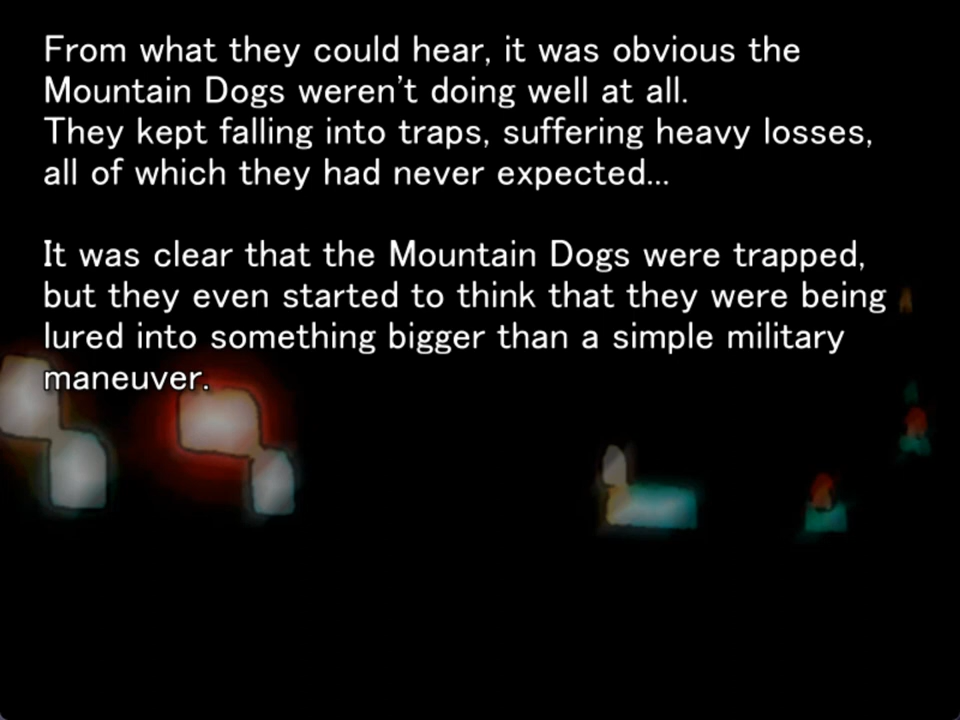 From what they could hear, it was obvious the
Mountain Dogs weren't doing well at all.
They kept falling into traps, suffering heavy losses,
all of which they had never expected...
It was clear that the Mountain Dogs were trapped,
but they even started to think that they were being
lured into something bigger than a simple military
maneuver.